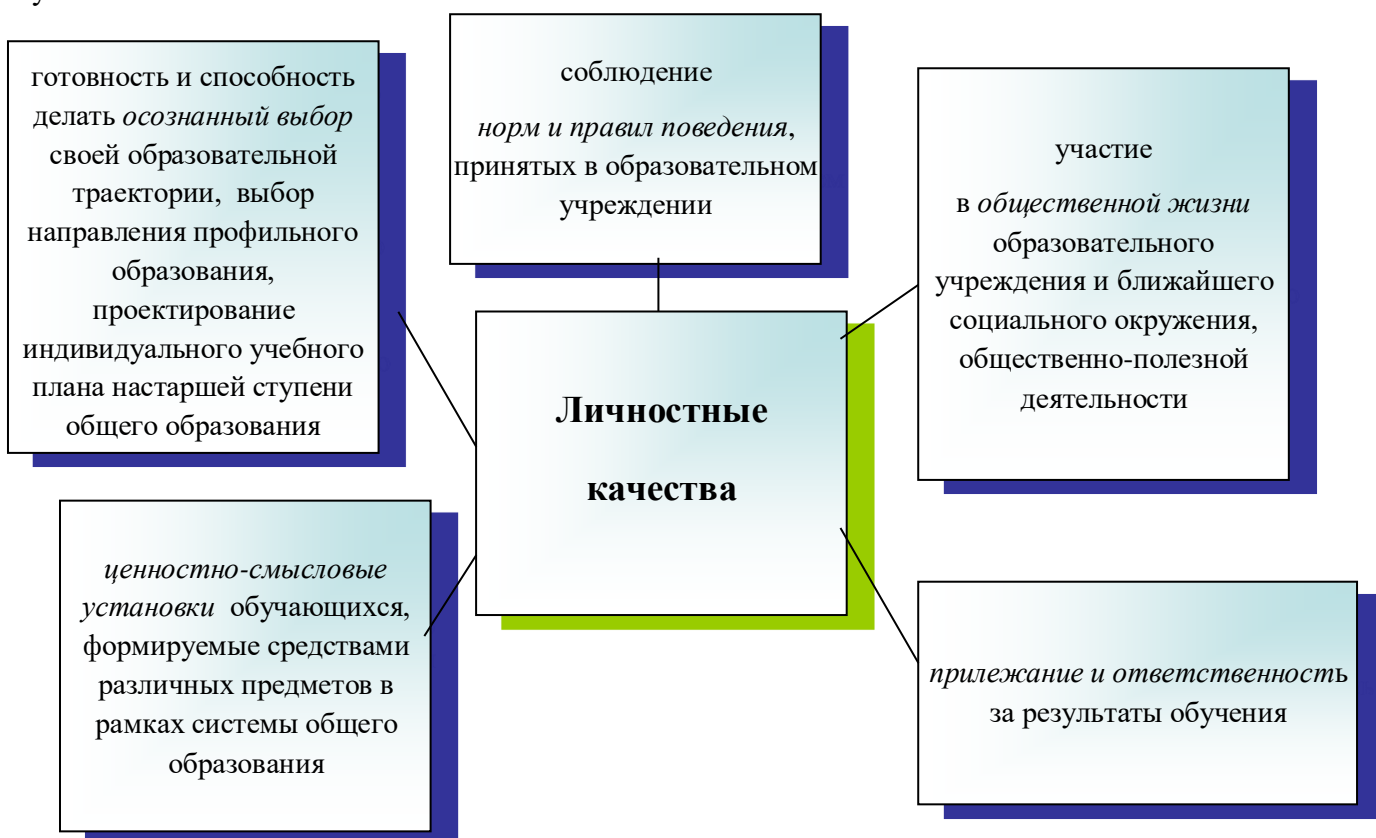 у
готовность и способность
делать осознанный выбор
своей образовательной
траектории, выбор
направления профильного
образования,
проектирование
индивидуального учебного
плана настаршей ступени
общего образования
соблюдение
норм и правил поведения,
принятых в образовательном
учреждении
участие
в общественной жизни
образовательного
учреждения и ближайшего
социального окружения,
общественно-полезной
деятельности
Личностные
качества
ценностно-смысловые
установки обучающихся,
формируемые средствами
различных предметов в
рамках системы общего
образования
прилежание и ответственность
за результаты обучения